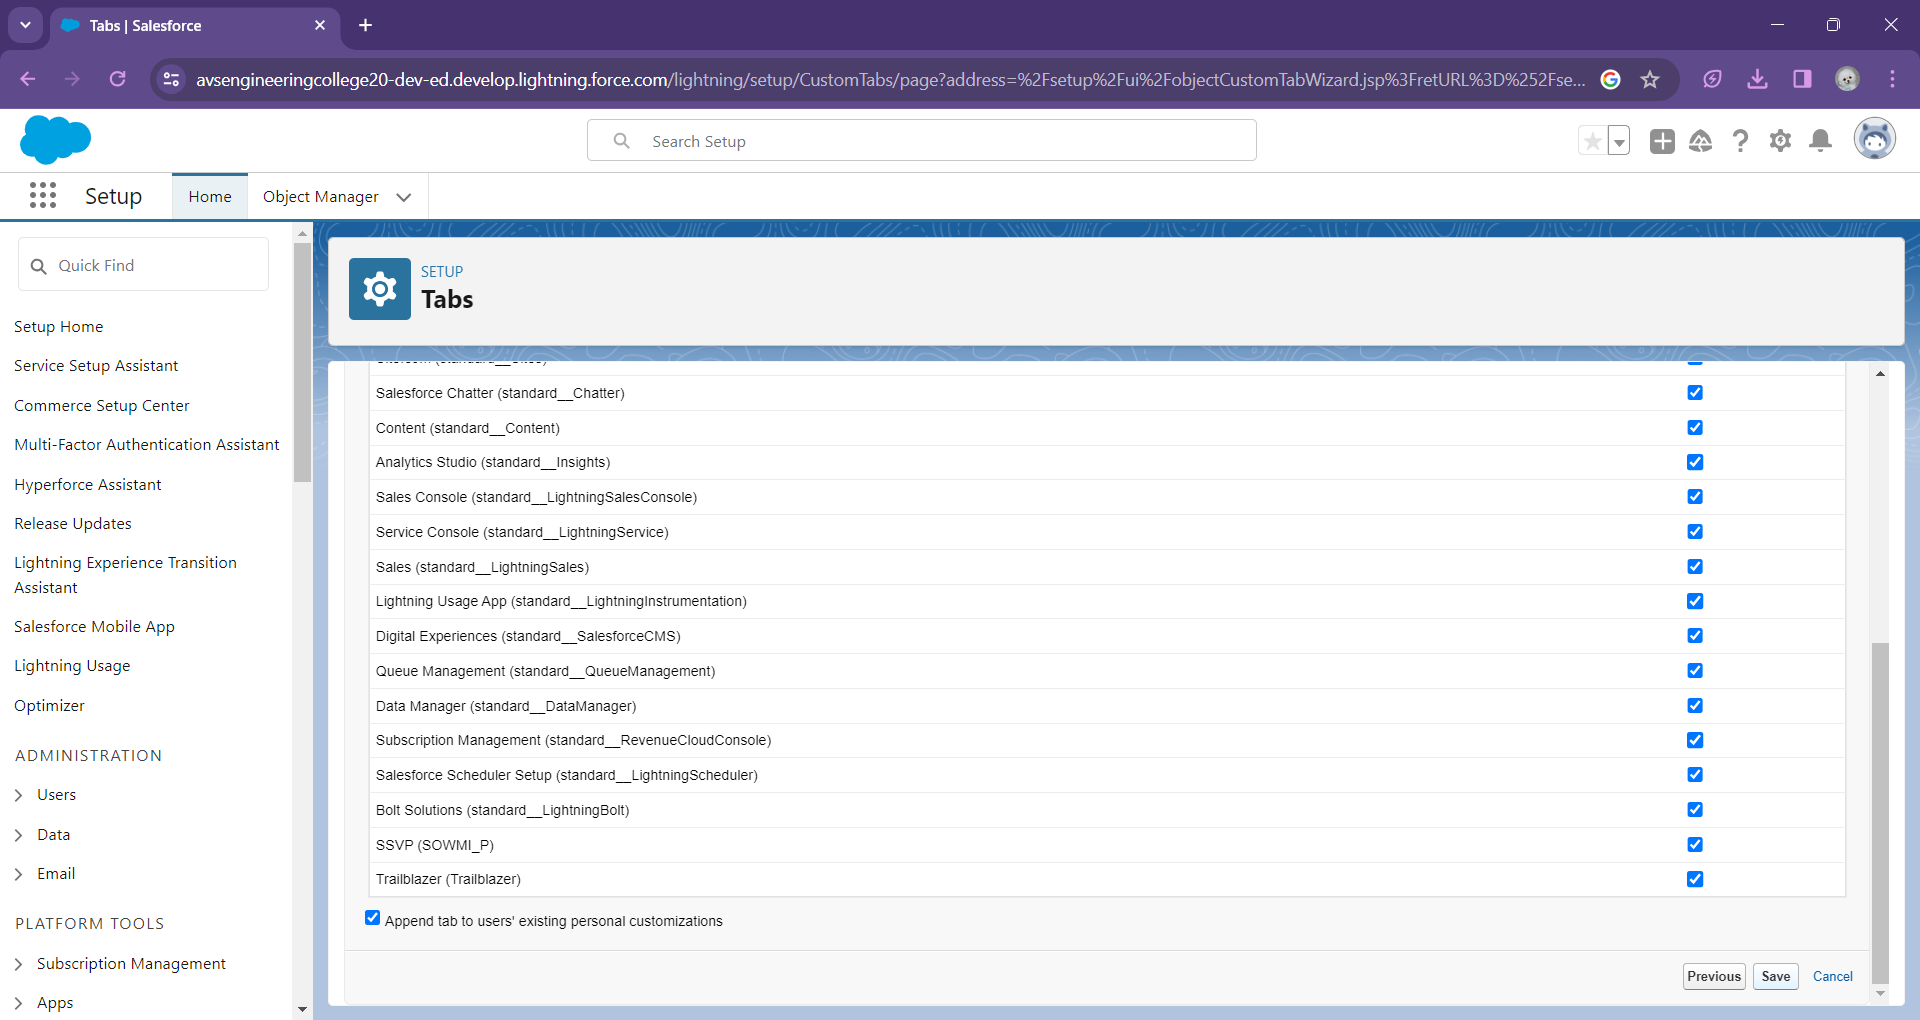 Tabs | Salesforce
avsengineeringcollege20-dev-ed.develop.lightning.force.com/lightning/setup/CustomTabs/page?address=%2Fsetup%2Fui%2FobjectCustomTabWizard.jsp%3FretURL%3D%252Fse...
Search Setup
Setup
Home
Object Manager
Quick Find
Setup Home
Service Setup Assistant
Commerce Setup Center
Multi-Factor Authentication Assistant
Hyperforce Assistant
Release Updates
Lightning Experience Transition
Assistant
Salesforce Mobile App
Lightning Usage
Optimizer
ADMINISTRATION
Users
Data
Email
PLATFORM TOOLS
Subscription Management
Apps
SETUP
Tabs
Salesforce Chatter (standard__Chatter)
Content (standard__Content)
Analytics Studio (standard__Insights)
Sales Console (standard__LightningSalesConsole)
Service Console (standard__LightningService)
Sales (standard__LightningSales)
Lightning Usage App (standard__LightningInstrumentation)
Digital Experiences (standard__SalesforceCMS)
Queue Management (standard__QueueManagement)
Data Manager (standard__DataManager)
Subscription Management (standard__RevenueCloudConsole)
Salesforce Scheduler Setup (standard__LightningScheduler)
Bolt Solutions (standard__LightningBolt)
SSVP (SOWMI_P)
Trailblazer (Trailblazer)
Append tab to users' existing personal customizations
Previous Save Cancel